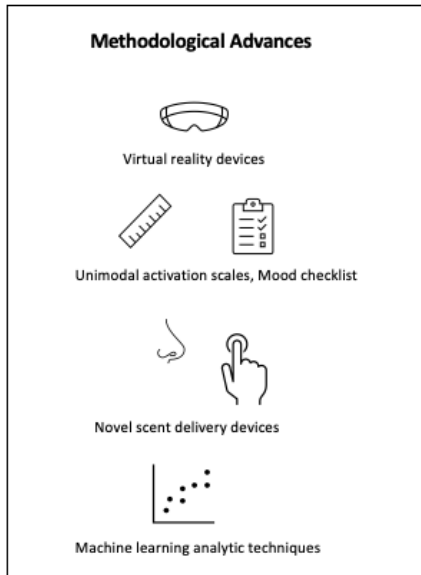 Methodological Advances
Virtual reality devices
Unimodal activation scales, Mood checklist
Novel scent delivery devices
Machine learning analytic techniques